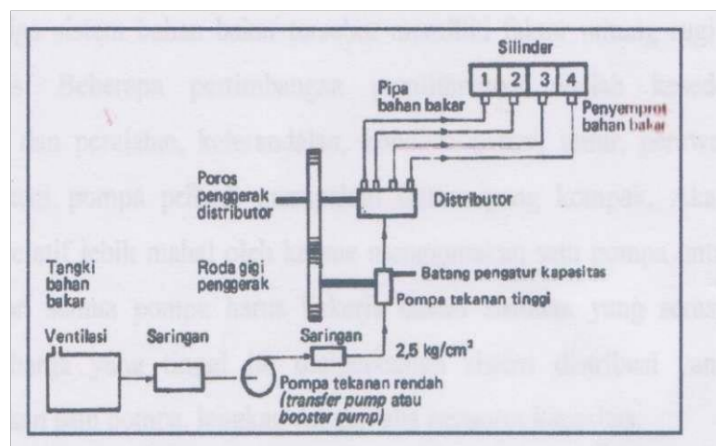 Silinder
1 2 3 4
Pipa
bahan bakar
Penyemprot
bahan bakar
Poros
penggerak
distributor
Distributor
Tangki
bahan
bakar
Roda gigi
penggerak
Batang pengatur kapasitas
Pompa tekanan tinggi
Ventilasi
Saringan
Saringan
2,5 kg/cm³
Pompa tekanan rendah
(transfer pump atau
booster pump)